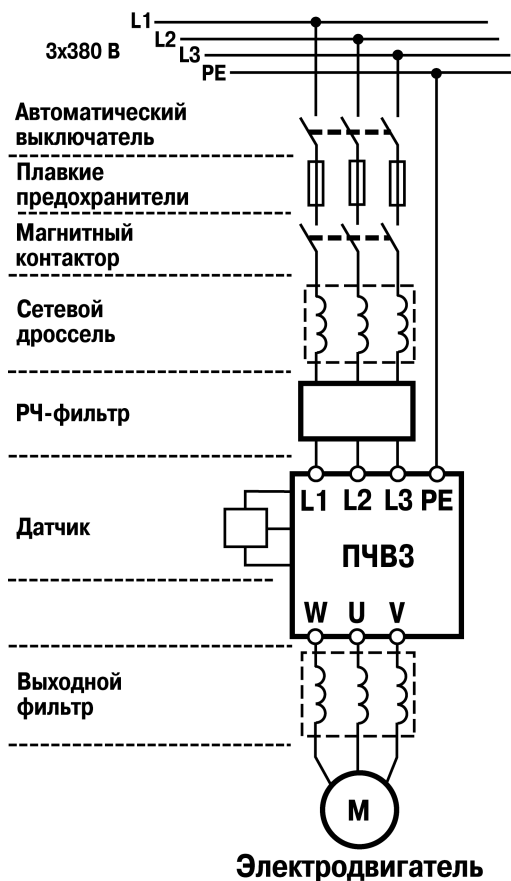 L1
L2
3х380 В
L3
PE
Автоматический
выключатель
Плавкие
предохранители
Магнитный
контактор
Сетевой
дроссель
РЧ-фильтр
L1 L2 L3 PE
Датчик
ПЧВ3
W U V
Выходной
фильтр
М
Электродвигатель